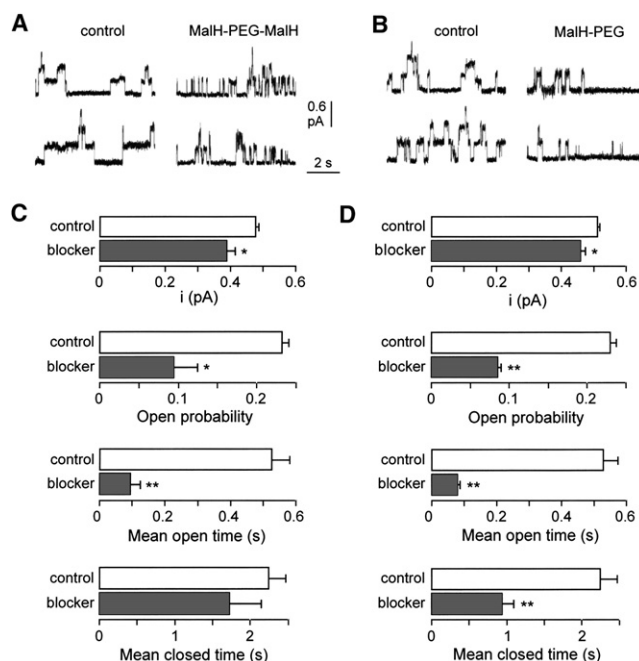 A
control
MalH-PEG-MalH
0.6
pA
2 s
B
control
MalH-PEG
C
control
blocker
*
0 0.2 0.4 0.6
i (pA)
control
blocker
*
0 0.1 0.2
Open probability
control
blocker
**
0 0.2 0.4 0.6
Mean open time (s)
control
blocker
0 1 2
Mean closed time (s)
D
control
blocker
*
0 0.2 0.4 0.6
i (pA)
control
blocker
**
0 0.1 0.2
Open probability
control
blocker
**
0 0.2 0.4 0.6
Mean open time (s)
control
blocker
**
0 1 2
Mean closed time (s)